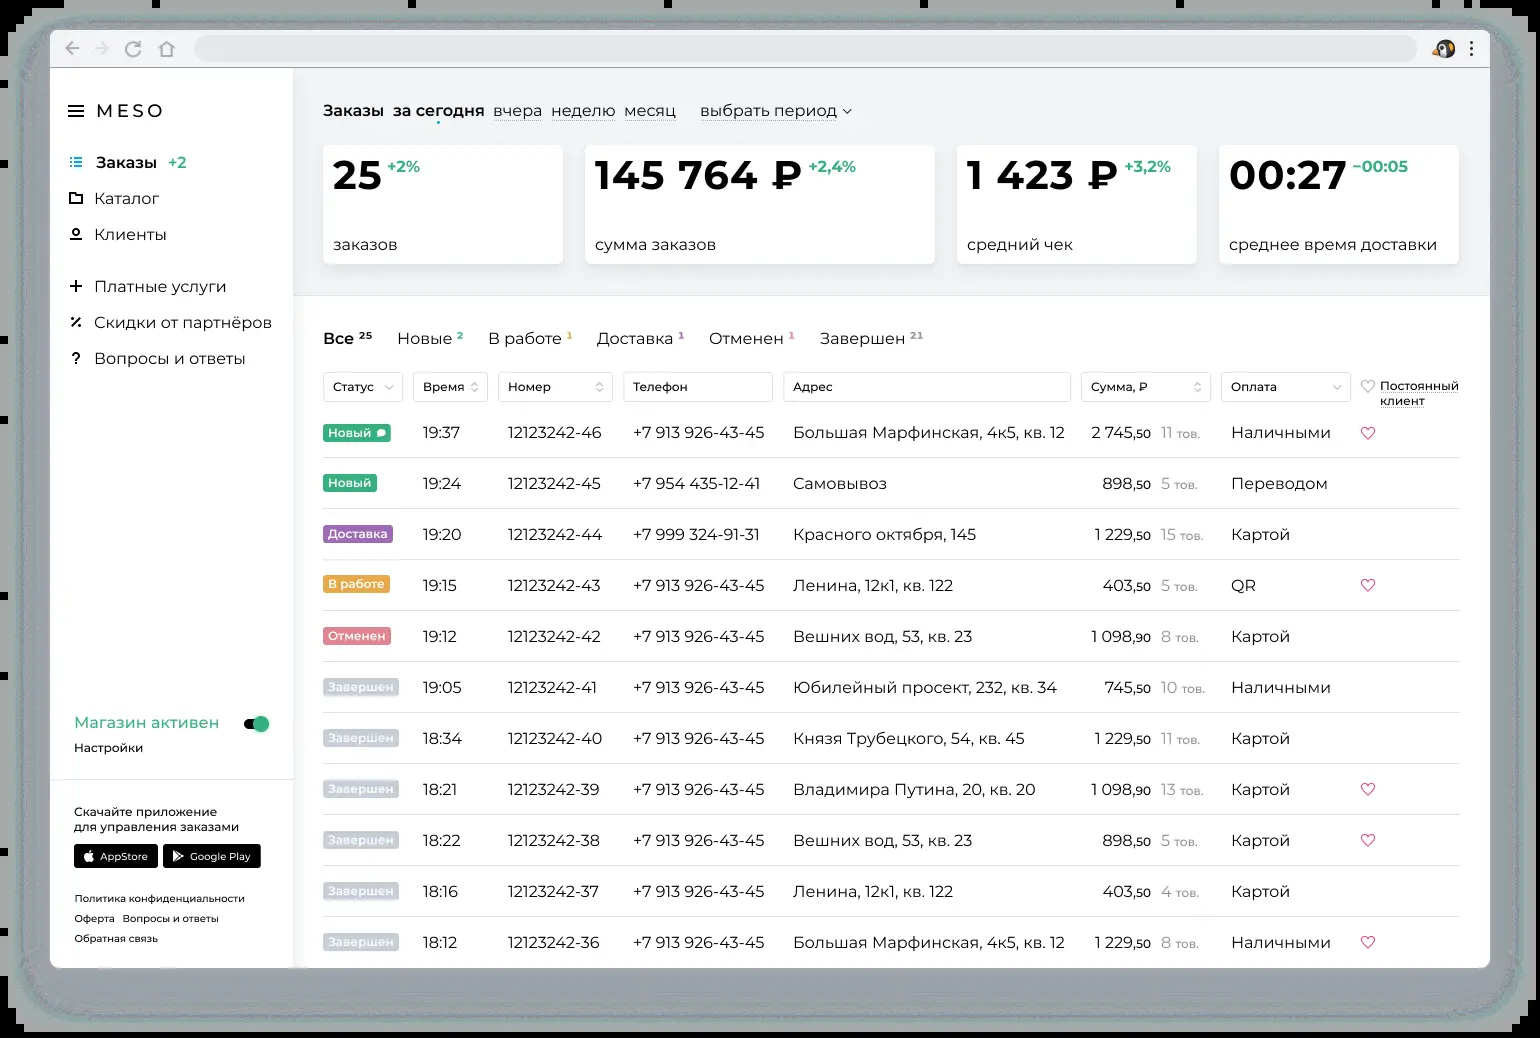 MESO
Заказы +2
Каталог
Клиенты
+ Платные услуги
% Скидки от партнёров
? Вопросы и ответы
Магазин активен
Настройки
Скачайте приложение
для управления заказами
AppStore Google Play
Политика конфиденциальности
Оферта Вопросы и ответы
Обратная связь
Заказы за сегодня вчера неделю месяц выбрать период
25 +2%
заказов
145 764 ₽ +2,4%
сумма заказов
1 423 ₽ +3,2%
средний чек
00:27 −00:05
среднее время доставки
Все 25 Новые 2 В работе 1 Доставка 1 Отменен 1 Завершен 21
Статус Время Номер Телефон Адрес Сумма, ₽ Оплата Постоянный
клиент
Новый 19:37 12123242-46 +7 913 926-43-45 Большая Марфинская, 4к5, кв. 12 2 745,50 11 тов. Наличными
Новый 19:24 12123242-45 +7 954 435-12-41 Самовывоз 898,50 5 тов. Переводом
Доставка 19:20 12123242-44 +7 999 324-91-31 Красного октября, 145 1 229,50 15 тов. Картой
В работе 19:15 12123242-43 +7 913 926-43-45 Ленина, 12к1, кв. 122 403,50 5 тов. QR
Отменен 19:12 12123242-42 +7 913 926-43-45 Вешних вод, 53, кв. 23 1 098,90 8 тов. Картой
Завершен 19:05 12123242-41 +7 913 926-43-45 Юбилейный проспект, 232, кв. 34 745,50 10 тов. Наличными
Завершен 18:34 12123242-40 +7 913 926-43-45 Князя Трубецкого, 54, кв. 45 1 229,50 11 тов. Картой
Завершен 18:21 12123242-39 +7 913 926-43-45 Владимира Путина, 20, кв. 20 1 098,90 13 тов. Картой
Завершен 18:22 12123242-38 +7 913 926-43-45 Вешних вод, 53, кв. 23 898,50 5 тов. Картой
Завершен 18:16 12123242-37 +7 913 926-43-45 Ленина, 12к1, кв. 122 403,50 4 тов. Картой
Завершен 18:12 12123242-36 +7 913 926-43-45 Большая Марфинская, 4к5, кв. 12 1 229,50 8 тов. Наличными